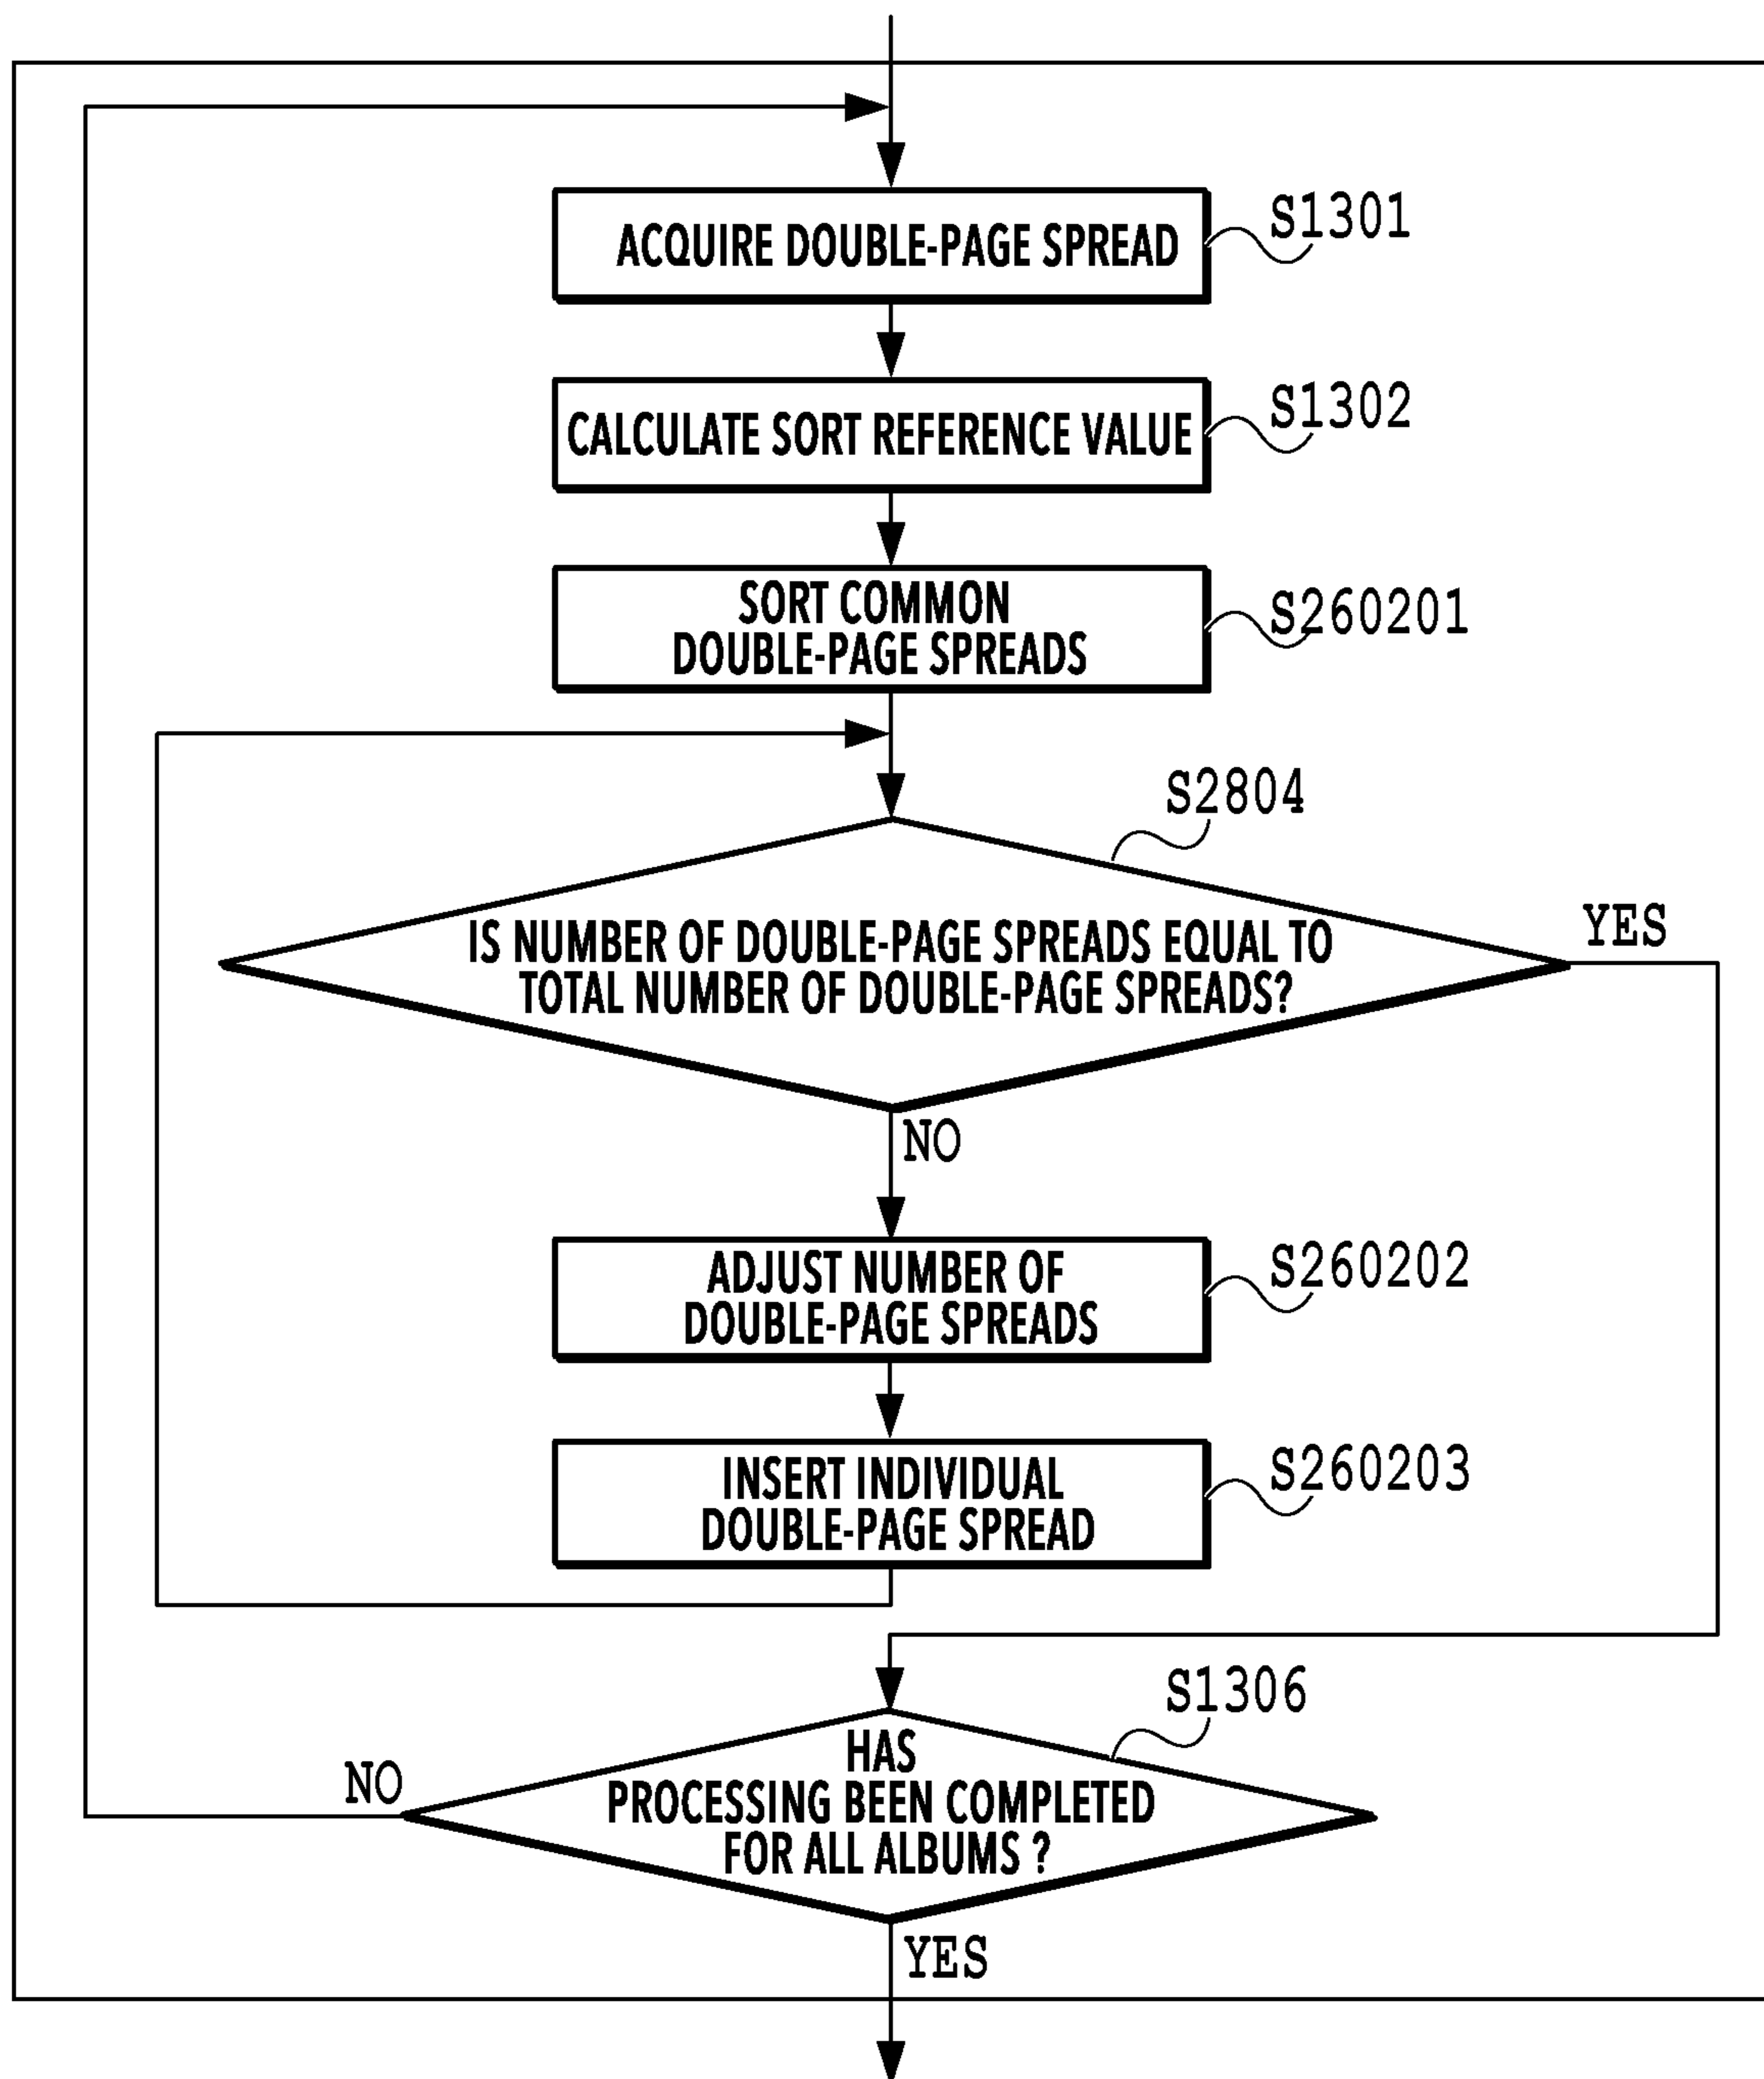 ACQUIRE DOUBLE-PAGE SPREAD
S1301
CALCULATE SORT REFERENCE VALUE
S1302
SORT COMMON
DOUBLE-PAGE SPREADS
S260201
S2804
IS NUMBER OF DOUBLE-PAGE SPREADS EQUAL TO
TOTAL NUMBER OF DOUBLE-PAGE SPREADS?
YES
NO
ADJUST NUMBER OF
DOUBLE-PAGE SPREADS
S260202
INSERT INDIVIDUAL
DOUBLE-PAGE SPREAD
S260203
S1306
HAS
PROCESSING BEEN COMPLETED
FOR ALL ALBUMS ?
NO
YES